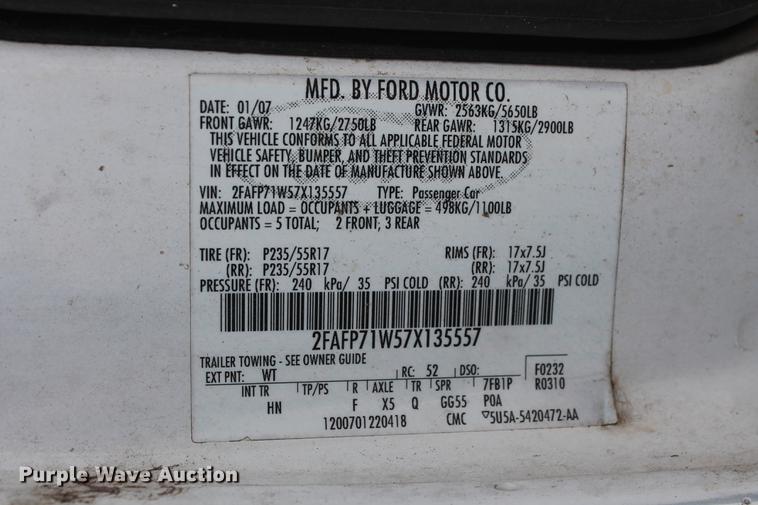 MFD. BY FORD MOTOR CO.
DATE: 01/07 GVWR: 2563KG/5650LB
FRONT GAWR: 1247KG/2750LB REAR GAWR: 1315KG/2900LB
THIS VEHICLE CONFORMS TO ALL APPLICABLE FEDERAL MOTOR
VEHICLE SAFETY, BUMPER, AND THEFT PREVENTION STANDARDS
IN EFFECT ON THE DATE OF MANUFACTURE SHOWN ABOVE.
VIN: 2FAFP71W57X135557 TYPE: Passenger Car
MAXIMUM LOAD = OCCUPANTS + LUGGAGE = 498KG/1100LB
OCCUPANTS = 5 TOTAL; 2 FRONT, 3 REAR
TIRE (FR): P235/55R17 RIMS (FR): 17x7.5J
(RR): P235/55R17 (RR): 17x7.5J
PRESSURE (FR): 240 kPa/ 35 PSI COLD (RR): 240 kPa/ 35 PSI COLD
2FAFP71W57X135557
TRAILER TOWING - SEE OWNER GUIDE
EXT PNT: WT RC: 52 DSO: F0232
INT TR TP/PS R AXLE TR SPR 7FB1P R0310
HN F X5 Q GG55 POA
1200701220418 CMC ▽5U5A-5420472-AA
Purple Wave Auction